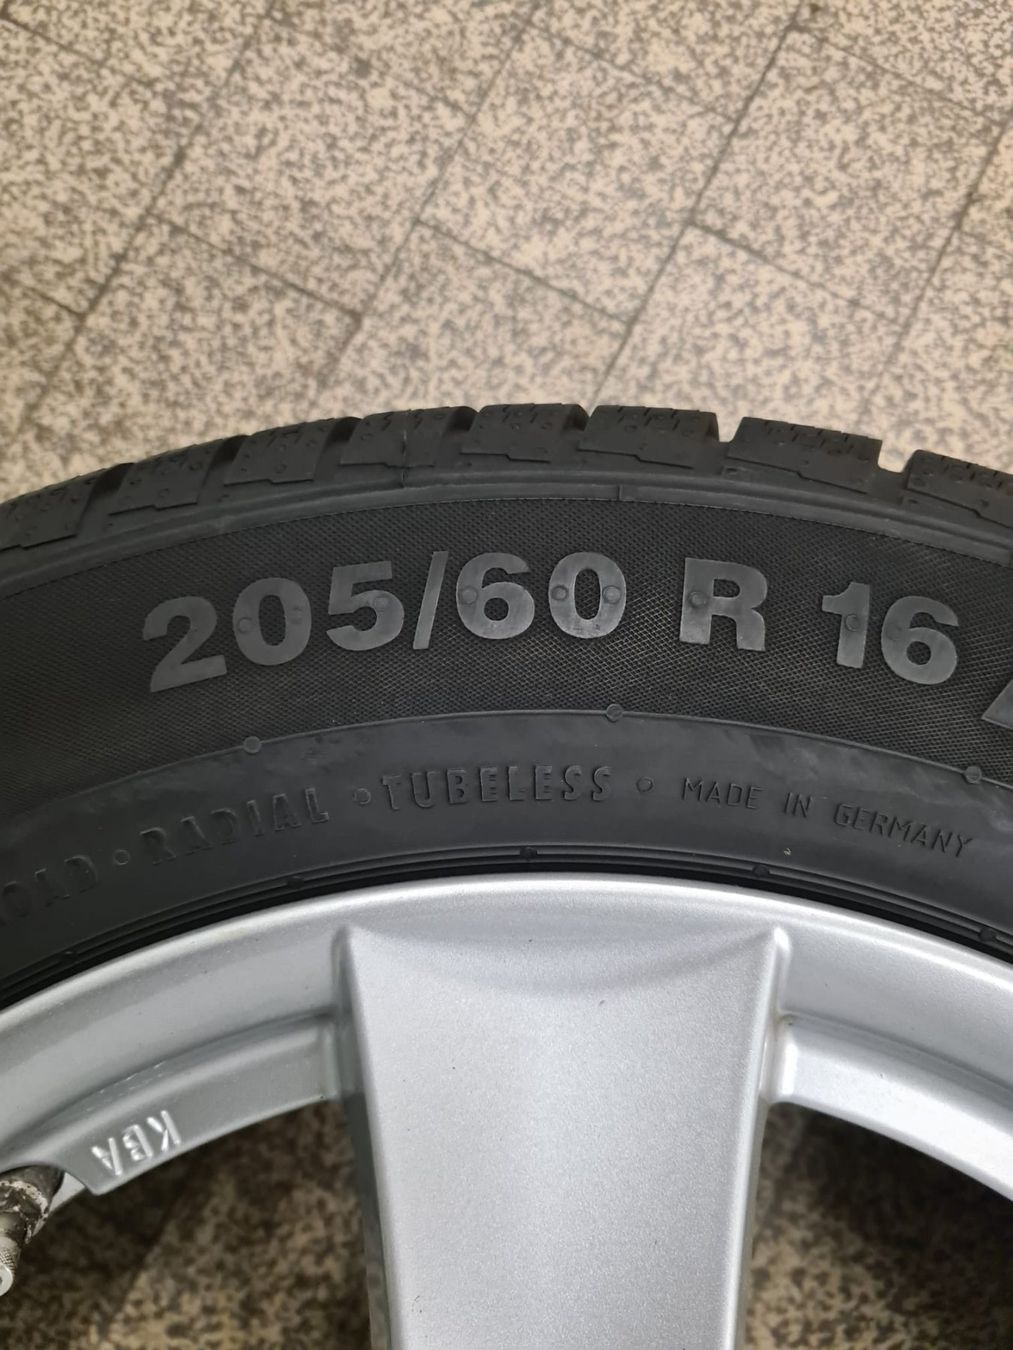 205/60 R 16
RADIAL · TUBELESS · MADE IN GERMANY
KBA